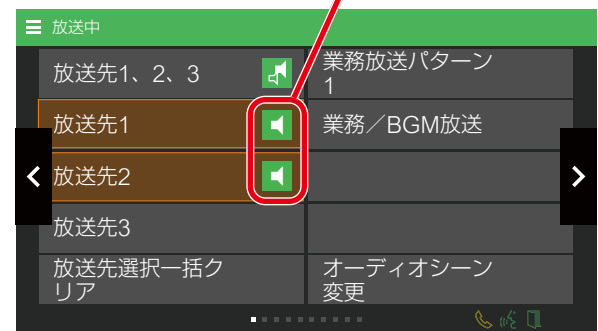 放送中
放送先1、2、3
放送先1
放送先2
放送先3
放送先選択一括ク
リア
業務放送パターン
1
業務／BGM放送
オーディオシーン
変更